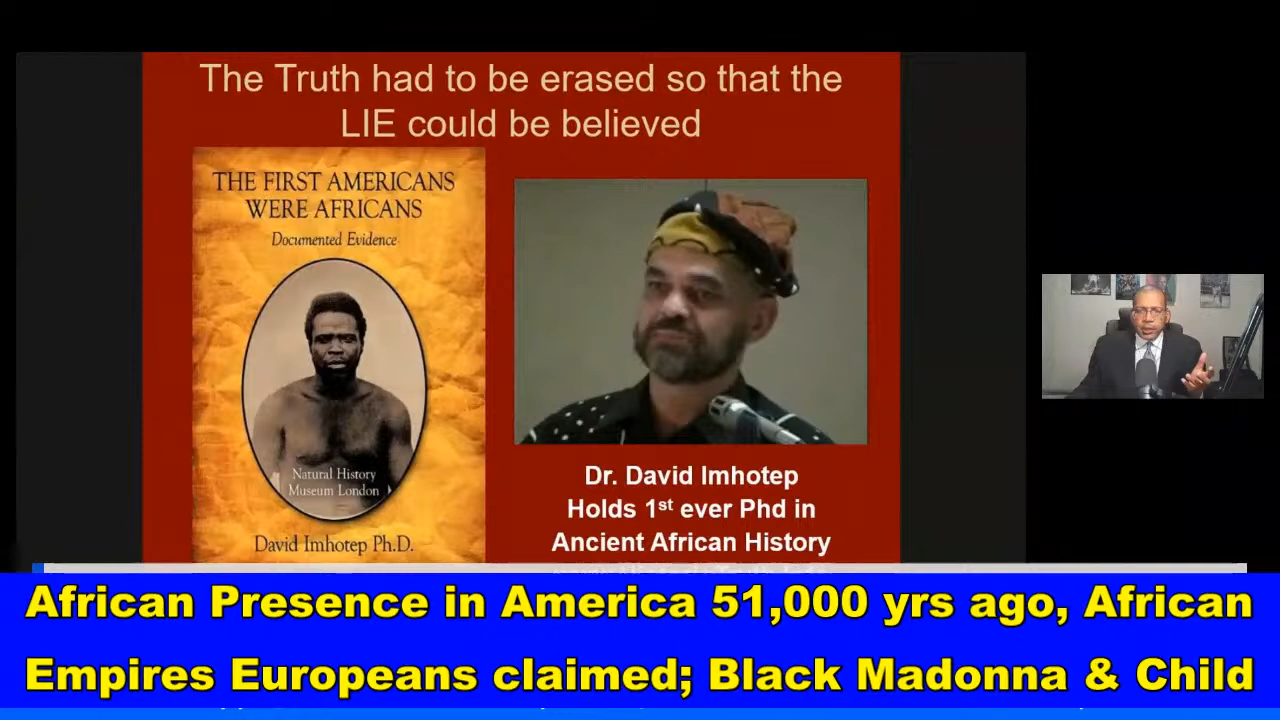 The Truth had to be erased so that the
LIE could be believed
THE FIRST AMERICANS
WERE AFRICANS
Documented Evidence
Natural History
Museum London
David Imhotep Ph.D.
Dr. David Imhotep
Holds 1st ever Phd in
Ancient African History
African Presence in America 51,000 yrs ago, African
Empires Europeans claimed; Black Madonna & Child